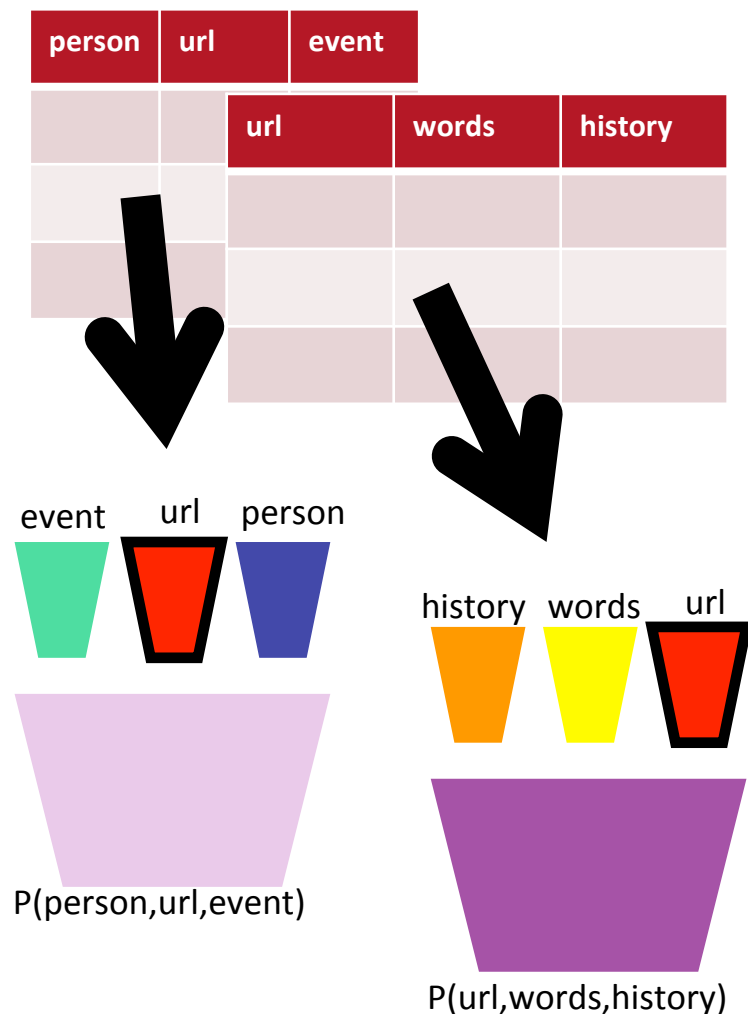 person url event
url words history
event url person
history words url
P(person,url,event)
P(url,words,history)